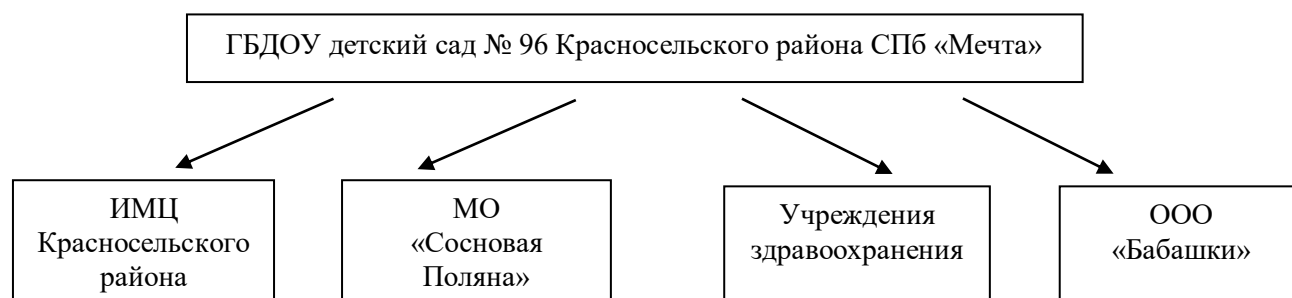 ГБДОУ детский сад № 96 Красносельского района СПб «Мечта»
ИМЦ
Красносельского
района
МО
«Сосновая
Поляна»
Учреждения
здравоохранения
ООО
«Бабашки»